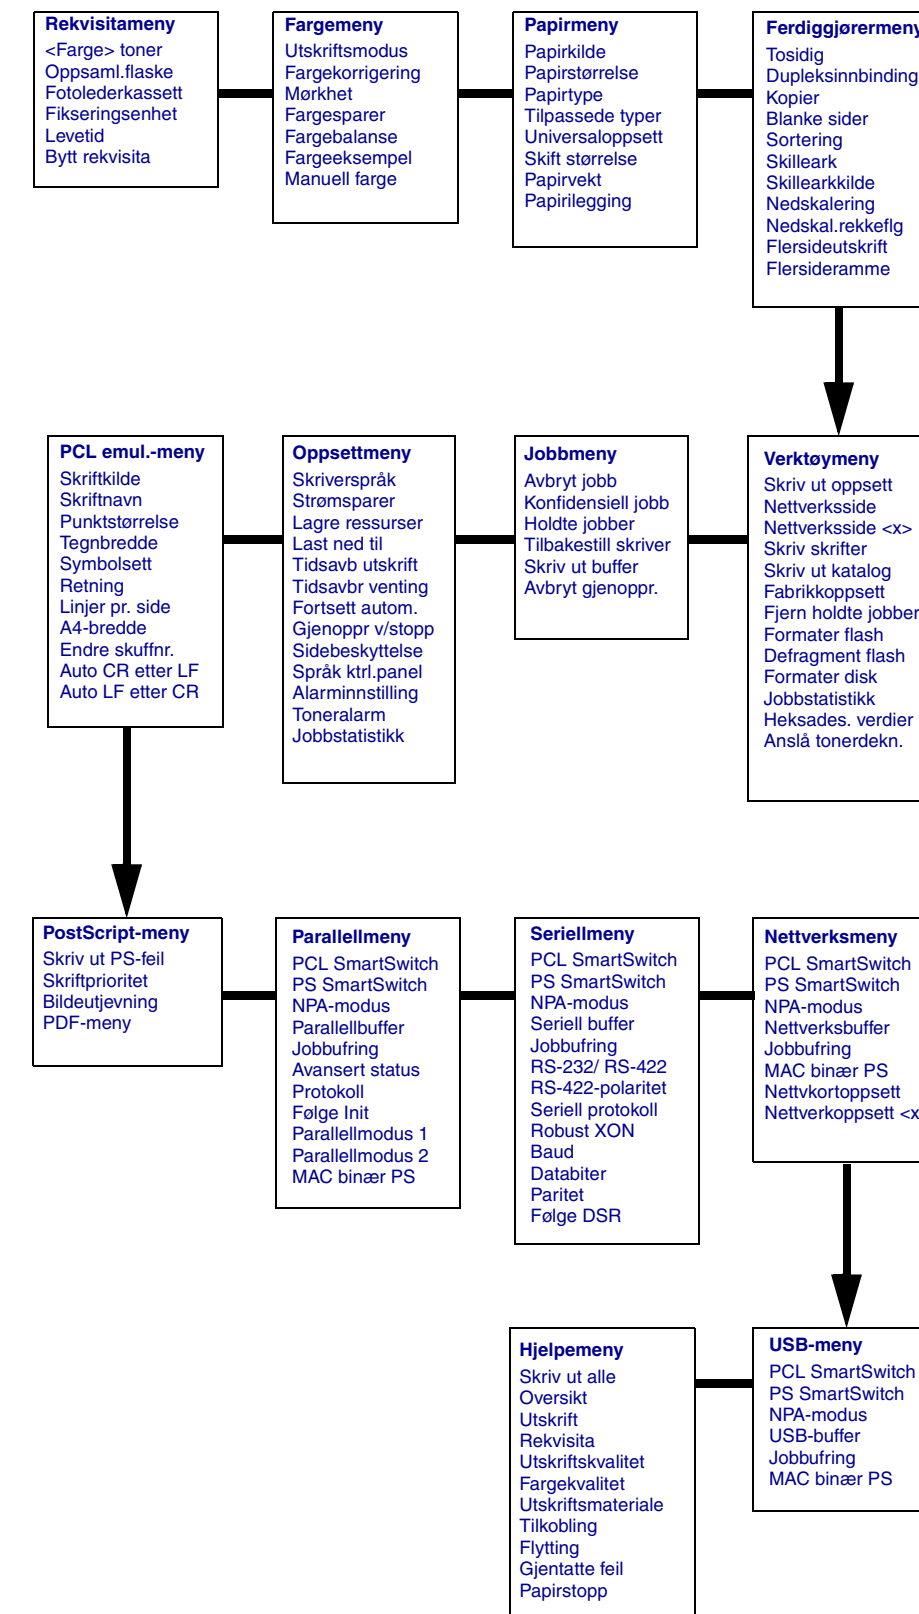 Rekvisitameny
<Farge> toner
Oppsaml.flaske
Fotolederkassett
Fikseringsenhet
Levetid
Bytt rekvisita
Fargemeny
Utskriftsmodus
Fargekorrigering
Mørkhet
Fargesparer
Fargebalanse
Fargeeksempel
Manuell farge
Papirmeny
Papirkilde
Papirstørrelse
Papirtype
Tilpassede typer
Universaloppsett
Skift størrelse
Papirvekt
Papirilegging
Ferdiggjørermeny
Tosidig
Dupleksinnbinding
Kopier
Blanke sider
Sortering
Skilleark
Skillearkkilde
Nedskalering
Nedskal.rekkeflg
Flersideutskrift
Flersideramme
PCL emul.-meny
Skriftkilde
Skriftnavn
Punktstørrelse
Tegnbredde
Symbolsett
Retning
Linjer pr. side
A4-bredde
Endre skuffnr.
Auto CR etter LF
Auto LF etter CR
Oppsettmeny
Skriverspråk
Strømsparer
Lagre ressurser
Last ned til
Tidsavb utskrift
Tidsavbr venting
Fortsett autom.
Gjenoppr v/stopp
Sidebeskyttelse
Språk ktrl.panel
Alarminnstilling
Toneralarm
Jobbstatistikk
Jobbmeny
Avbryt jobb
Konfidensiell jobb
Holdte jobber
Tilbakestill skriver
Skriv ut buffer
Avbryt gjenoppr.
Verktøymeny
Skriv ut oppsett
Nettverksside
Nettverksside <x>
Skriv skrifter
Skriv ut katalog
Fabrikkoppsett
Fjern holdte jobber
Formater flash
Defragment flash
Formater disk
Jobbstatistikk
Heksades. verdier
Anslå tonerdekn.
PostScript-meny
Skriv ut PS-feil
Skriftprioritet
Bildeutjevning
PDF-meny
Parallellmeny
PCL SmartSwitch
PS SmartSwitch
NPA-modus
Parallellbuffer
Jobbufring
Avansert status
Protokoll
Følge Init
Parallellmodus 1
Parallellmodus 2
MAC binær PS
Seriellmeny
PCL SmartSwitch
PS SmartSwitch
NPA-modus
Seriell buffer
Jobbufring
RS-232/ RS-422
RS-422-polaritet
Seriell protokoll
Robust XON
Baud
Databiter
Paritet
Følge DSR
Nettverksmeny
PCL SmartSwitch
PS SmartSwitch
NPA-modus
Nettverksbuffer
Jobbufring
MAC binær PS
Nettvkortoppsett
Nettverkoppsett <x
Hjelpemeny
Skriv ut alle
Oversikt
Utskrift
Rekvisita
Utskriftskvalitet
Fargekvalitet
Utskriftsmateriale
Tilkobling
Flytting
Gjentatte feil
Papirstopp
USB-meny
PCL SmartSwitch
PS SmartSwitch
NPA-modus
USB-buffer
Jobbufring
MAC binær PS